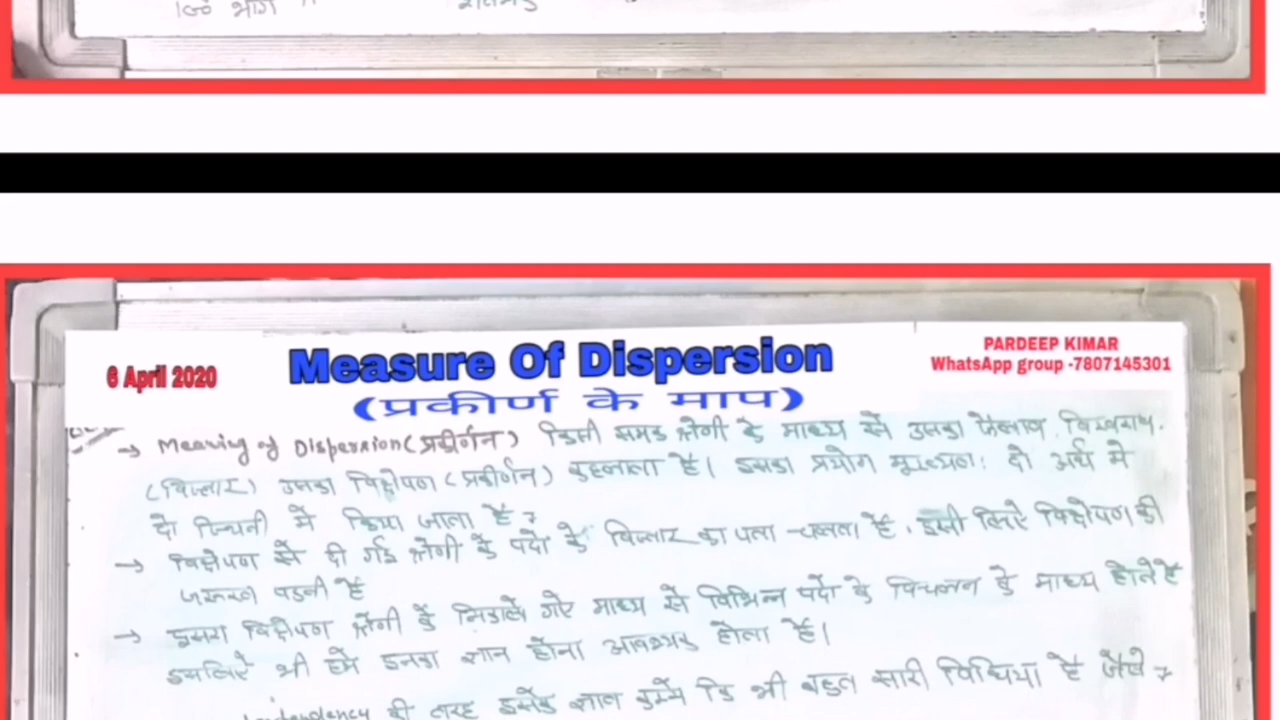 भाग
6 April 2020
Measure Of Dispersion
PARDEEP KIMAR
WhatsApp group -7807145301
(प्रकीर्ण के माप)
→ Meaning of Dispersion (प्रकीर्णन) किसी समंक श्रेणी के माध्य से उसका फैलाव, बिखराव,
(विस्तार) उसका विक्षेपण (प्रकीर्णन) कहलाता है। इसका प्रयोग मुख्यतः दो अर्थ में
दो स्थिती में किया जाता है
→ विक्षेपण से दी गई श्रेणी के पदो के विस्तार का पता चलता है, इसी लिए विक्षेपण की
जरूरत पडती है
→ दूसरा विक्षेपण श्रेणी के निकाले गए माध्य से विभिन्न पदो के विचलन के माध्य होते है
इसलिए भी हमे इनका ज्ञान होना आवश्यक होता है।
की तरह इसके ज्ञान कि भी बहुत सारी विधिया है जैसे